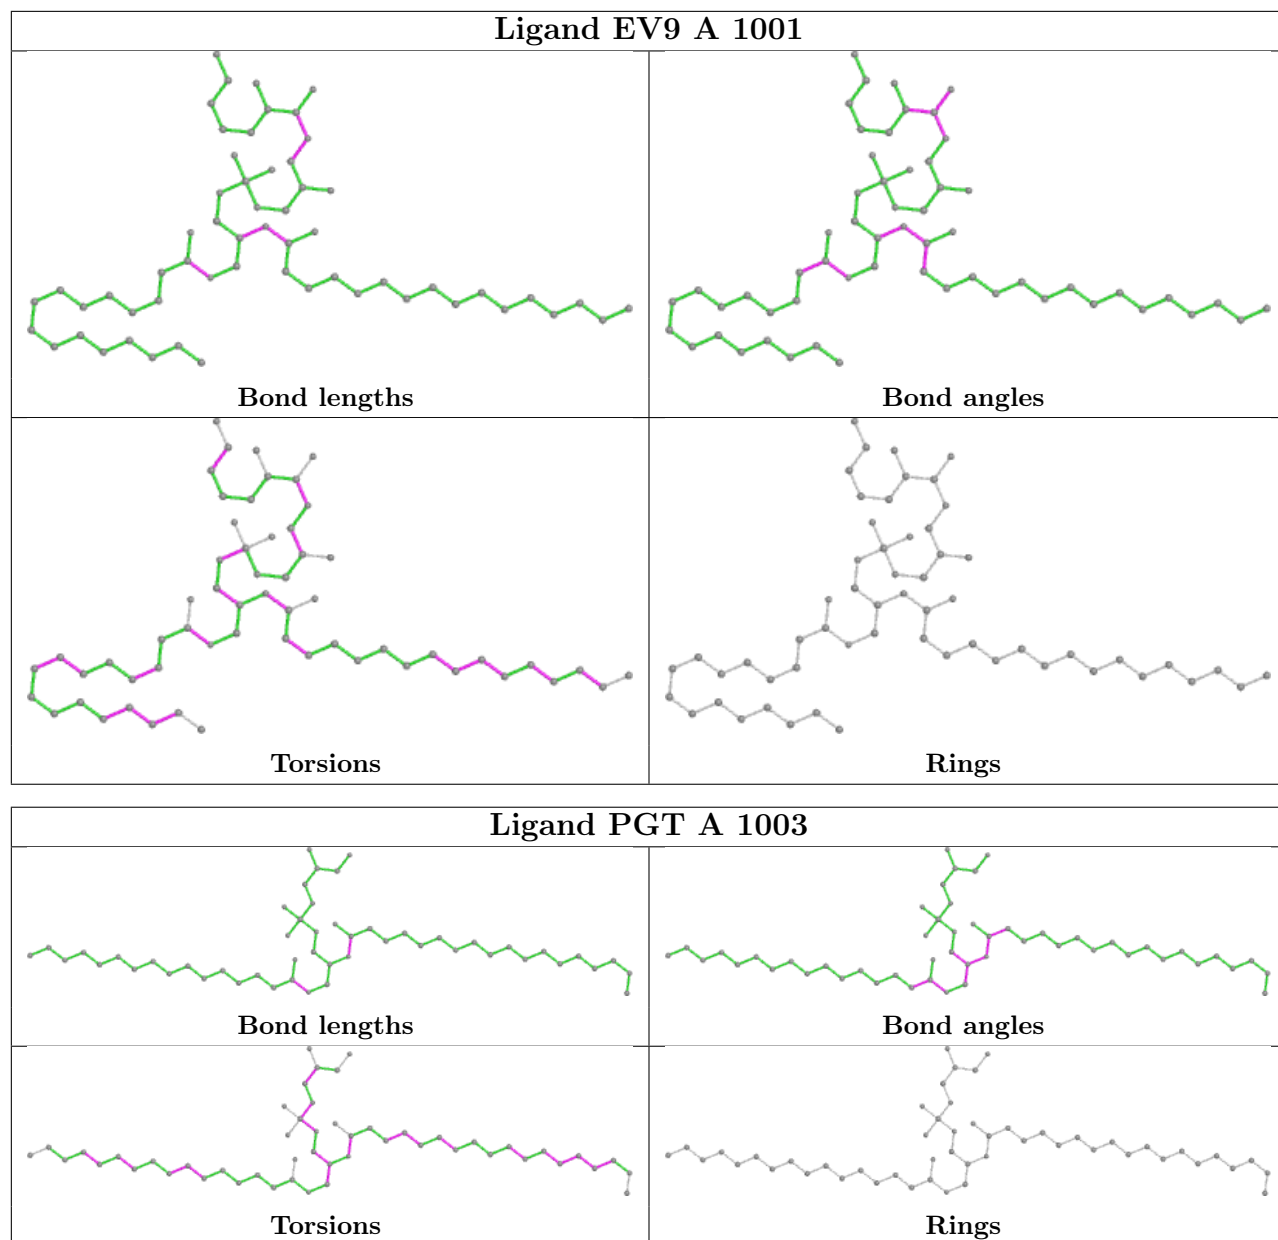 Ligand EV9 A 1001
Bond lengths
Bond angles
Torsions
Rings
Ligand PGT A 1003
Bond lengths
Bond angles
Torsions
Rings